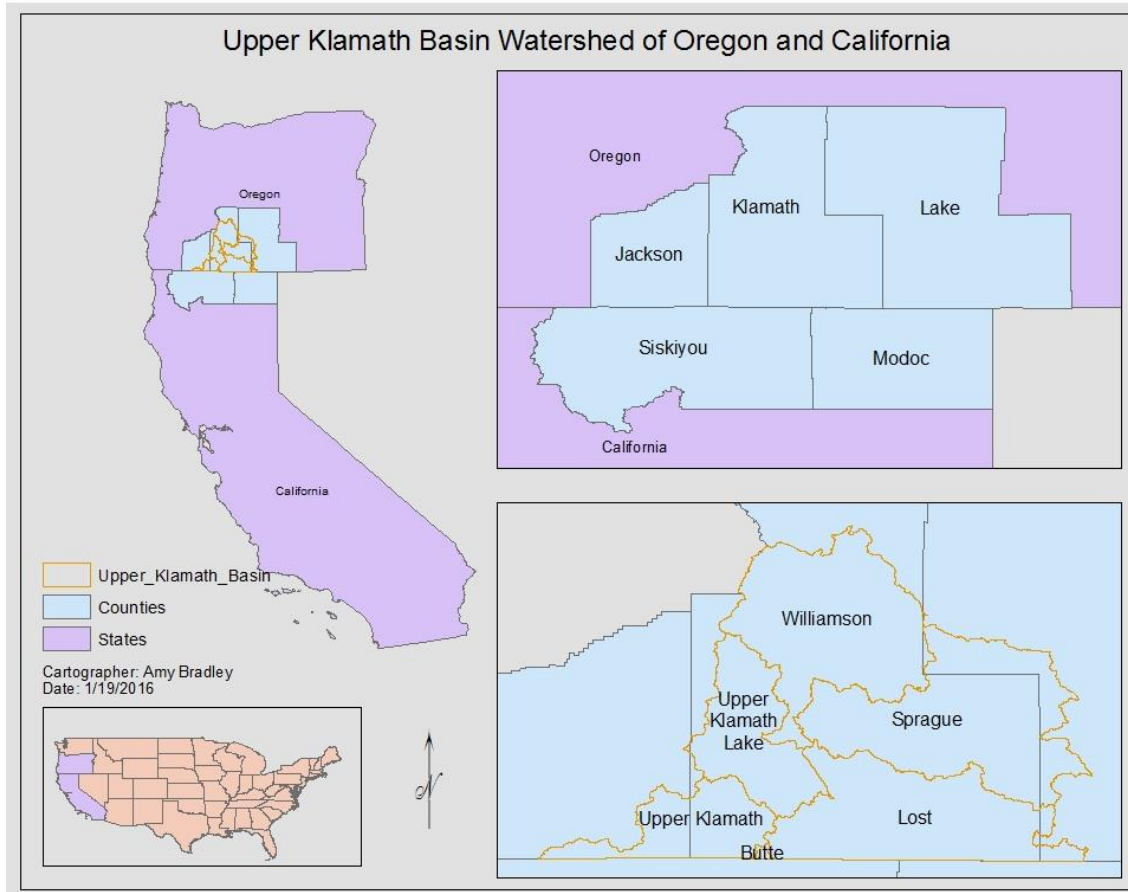 Upper Klamath Basin Watershed of Oregon and California
Oregon
California
Upper_Klamath_Basin
Counties
States
Cartographer: Amy Bradley
Date: 1/19/2016
N
Oregon
Klamath
Lake
Jackson
Siskiyou
Modoc
California
Williamson
Upper
Klamath
Lake
Sprague
Upper Klamath
Lost
Butte